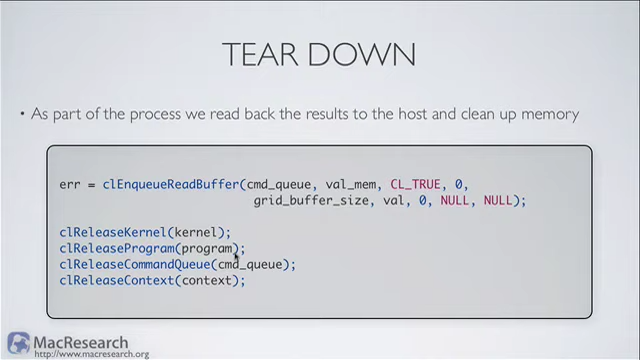 TEAR DOWN
• As part of the process we read back the results to the host and clean up memory
err = clEnqueueReadBuffer(cmd_queue, val_mem, CL_TRUE, 0,
grid_buffer_size, val, 0, NULL, NULL);
clReleaseKernel(kernel);
clReleaseProgram(program);
clReleaseCommandQueue(cmd_queue);
clReleaseContext(context);
MacResearch
http://www.macresearch.org